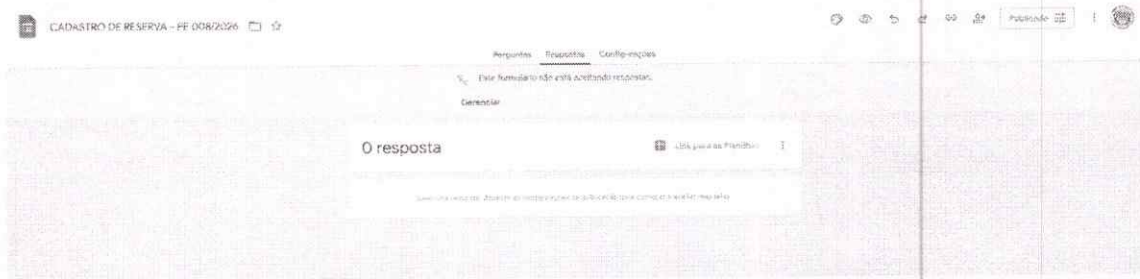 CADASTRO DE RESERVA - PE 008/2026
Publicado
Perguntas Respostas Configurações
Este formulário não está aceitando respostas.
Gerenciar
0 resposta
Link para as Planilhas